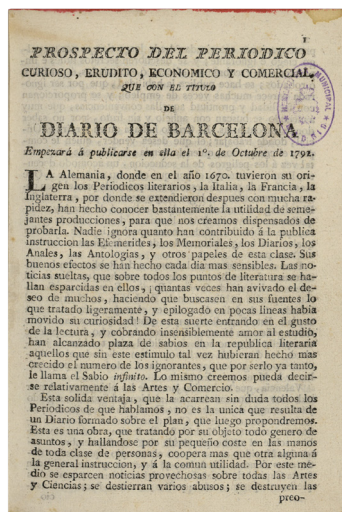 1
PROSPECTO DEL PERIODICO
CURIOSO, ERUDITO, ECONOMICO Y COMERCIAL,
QUE CON EL TITULO
DE
DIARIO DE BARCELONA
Empezará á publicarse en ella el 1º. de Octubre de 1792.
LA Alemania, donde en el año 1670. tuvieron su ori-
gen los Periodicos literarios, la Italia, la Francia, la
Inglaterra, por donde se extendieron despues con mucha ra-
pidez, han hecho conocer bastantemente la utilidad de seme-
jantes producciones, para que nos creamos dispensados de
probarla. Nadie ignora quanto han contribuido á la publica
instruccion las Efemerides, los Memoriales, los Diarios, los
Anales, las Antologias, y otros papeles de esta clase. Sus
buenos efectos se han hecho cada dia mas sensibles. Las no-
ticias sueltas, que sobre todos los puntos de literatura se ha-
llan esparcidas en ellos, ¡ quantas veces han avivado el de-
seo de muchos, haciendo que buscasen en sus fuentes lo
que tratado ligeramente, y epilogado en pocas lineas habia
movido su curiosidad! De esta suerte entrando en el gusto
de la lectura, y cobrando insensiblemente amor al estudio,
han alcanzado plaza de sabios en la republica literaria
aquellos que sin este estimulo tal vez hubieran hecho mas
crecido el numero de los ignorantes, que por serlo ya tanto,
le llama el Sabio infinito. Lo mismo creemos pueda decir-
se relativamente á las Artes y Comercio.
Esta solida ventaja, que la acarrean sin duda todos los
Periodicos de que hablamos, no es la unica que resulta de
un Diario formado sobre el plan, que luego propondremos.
Esta es una obra, que tratando por su objeto todo genero de
asuntos, y hallandose por su pequeño coste en las manos
de toda clase de personas, coopera mas que otra alguna á
la general instruccion, y á la comun utilidad. Por este me-
dio se esparcen noticias provechosas sobre todas las Artes
y Ciencias; se destierran varios abusos; se destruyen las
preo-
MUNICIPAL